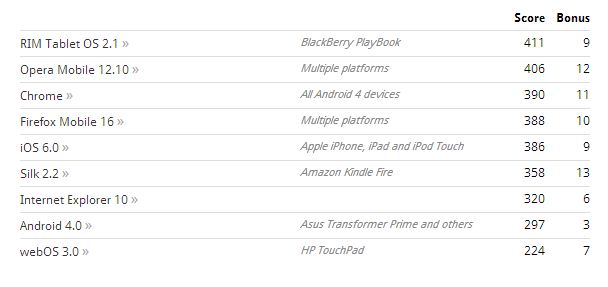 Score Bonus
RIM Tablet OS 2.1 » BlackBerry PlayBook 411 9
Opera Mobile 12.10 » Multiple platforms 406 12
Chrome » All Android 4 devices 390 11
Firefox Mobile 16 » Multiple platforms 388 10
iOS 6.0 » Apple iPhone, iPad and iPod Touch 386 9
Silk 2.2 » Amazon Kindle Fire 358 13
Internet Explorer 10 » 320 6
Android 4.0 » Asus Transformer Prime and others 297 3
webOS 3.0 » HP TouchPad 224 7